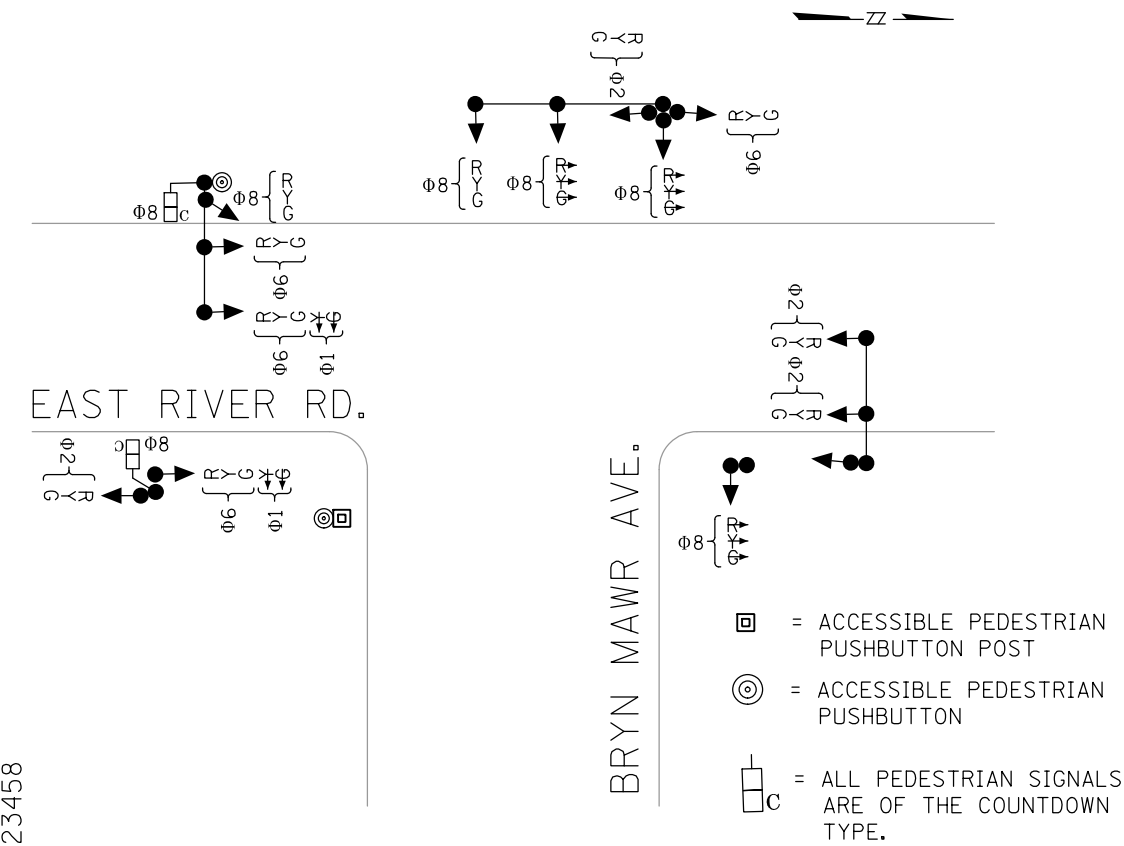 Z
R Y G
Φ2
R Y G
Φ6
Φ8 R Y G
Φ8 R Y G
Φ8 R Y G
Φ8 C
Φ8 R Y G
R Y G
Φ6
R Y G Y G
Φ6 Φ1
Φ2
R Y G
Φ2
R Y G
EAST RIVER RD.
Φ2
R Y G
C Φ8
R Y G Y G
Φ6 Φ1
BRYN MAWR AVE.
Φ8 R Y G
= ACCESSIBLE PEDESTRIAN
PUSHBUTTON POST
= ACCESSIBLE PEDESTRIAN
PUSHBUTTON
C = ALL PEDESTRIAN SIGNALS
ARE OF THE COUNTDOWN
TYPE.
23458